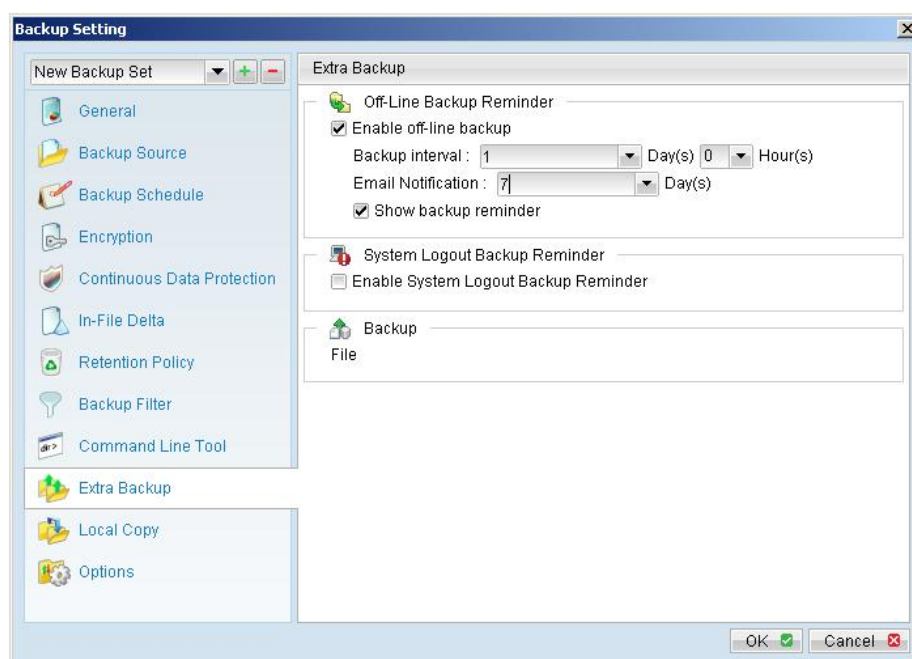 Backup Setting
New Backup Set
General
Backup Source
Backup Schedule
Encryption
Continuous Data Protection
In-File Delta
Retention Policy
Backup Filter
Command Line Tool
Extra Backup
Local Copy
Options
Extra Backup
Off-Line Backup Reminder
Enable off-line backup
Backup interval : 1 Day(s) 0 Hour(s)
Email Notification : 7 Day(s)
Show backup reminder
System Logout Backup Reminder
Enable System Logout Backup Reminder
Backup
File
OK Cancel